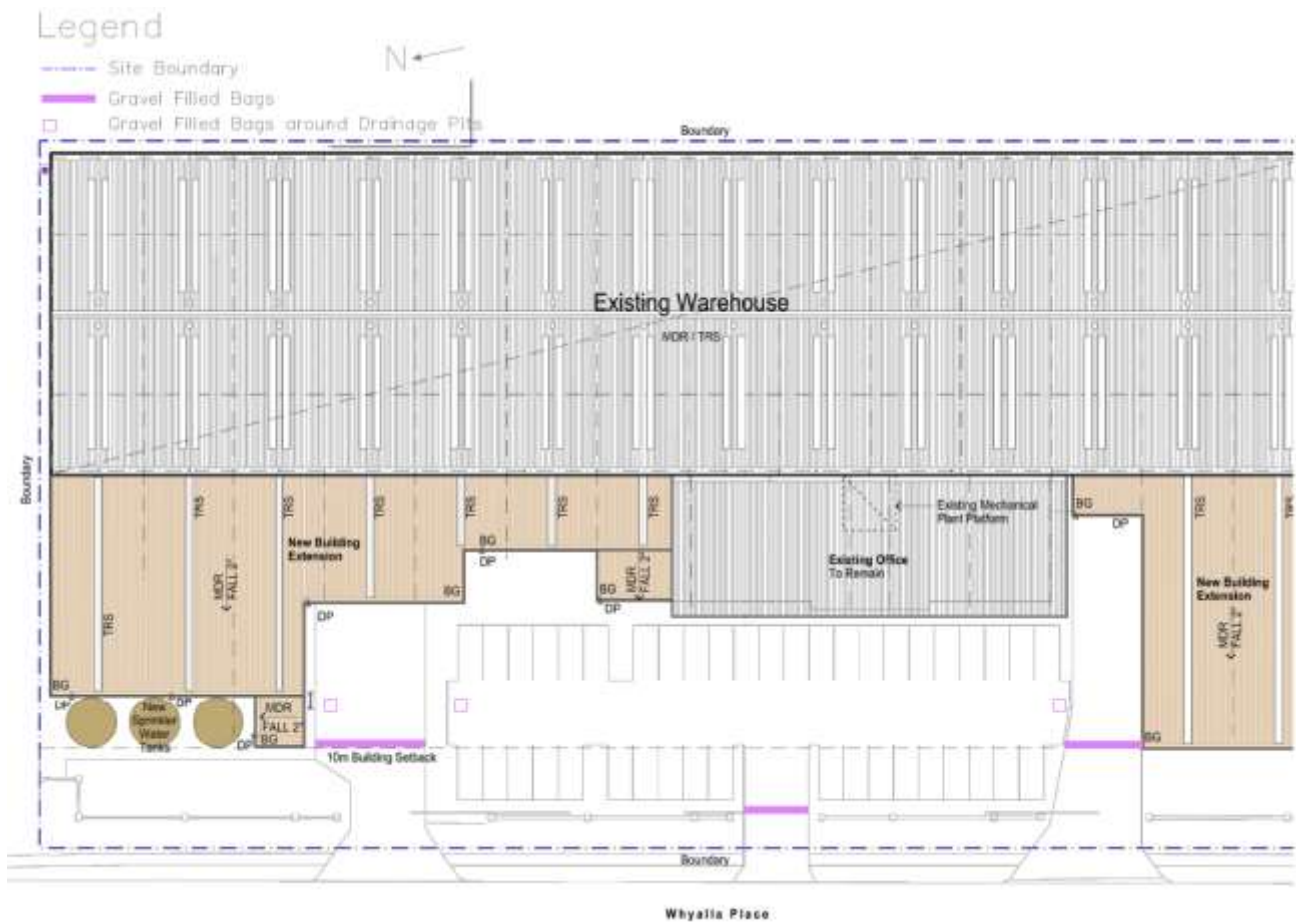 Legend
N
Site Boundary
Gravel Filled Bags
Gravel Filled Bags around Drainage Pits
Boundary
Existing Warehouse
MDR / TRS
Boundary
TRS
TRS
TRS
TRS
TRS
TRS
TRS
New Building
Extension
MDR
FALL 2°
BG
DP
BG
BG
DP
MDR
FALL 2°
BG
DP
Existing Mechanical
Plant Platform
Existing Office
To Remain
BG
DP
TRS
New Building
Extension
MDR
FALL 2°
BG
DP
DP
New
Sprinkler
Water
Tanks
MDR
FALL 2°
DP
BG
10m Building Setback
BG
Boundary
Whyalla Place